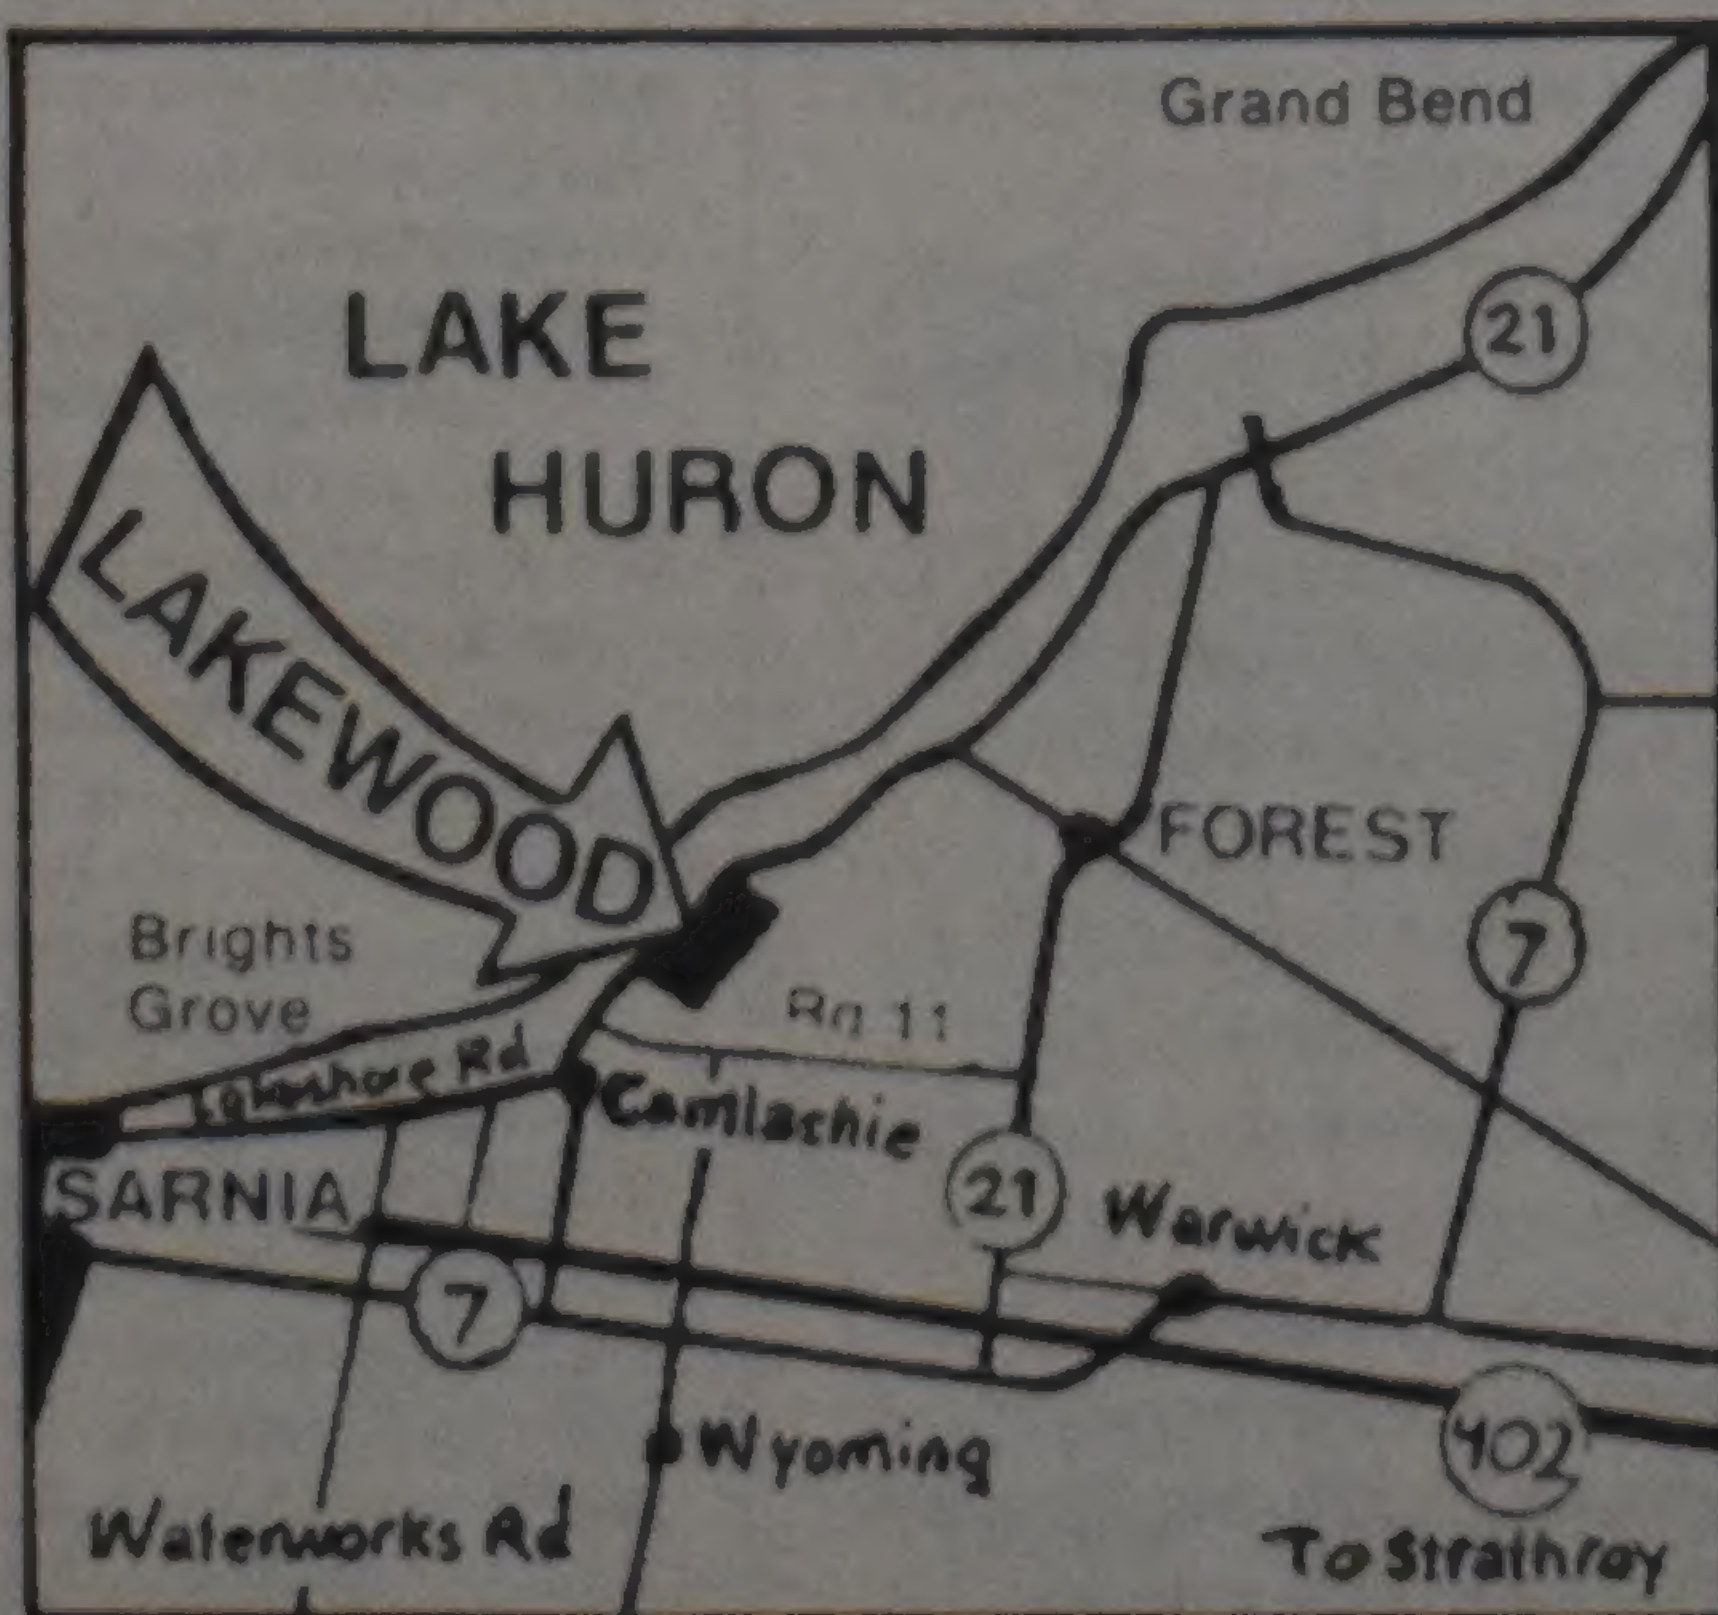 Grand Bend
21
LAKE
HURON
LAKEWOOD
FOREST
Brights
Grove
7
Rd 11
Lakeshore Rd
Camlachie
SARNIA
21
Warwick
7
Wyoming
402
Waterworks Rd
To Strathroy